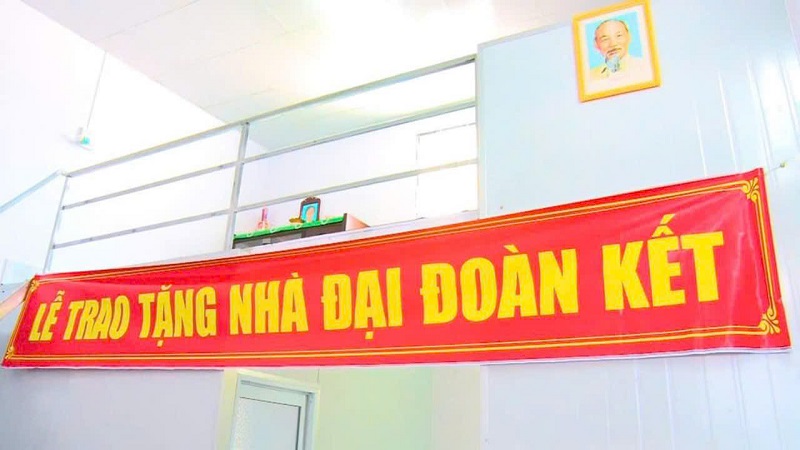 LỄ TRAO TẶNG NHÀ ĐẠI ĐOÀN KẾT